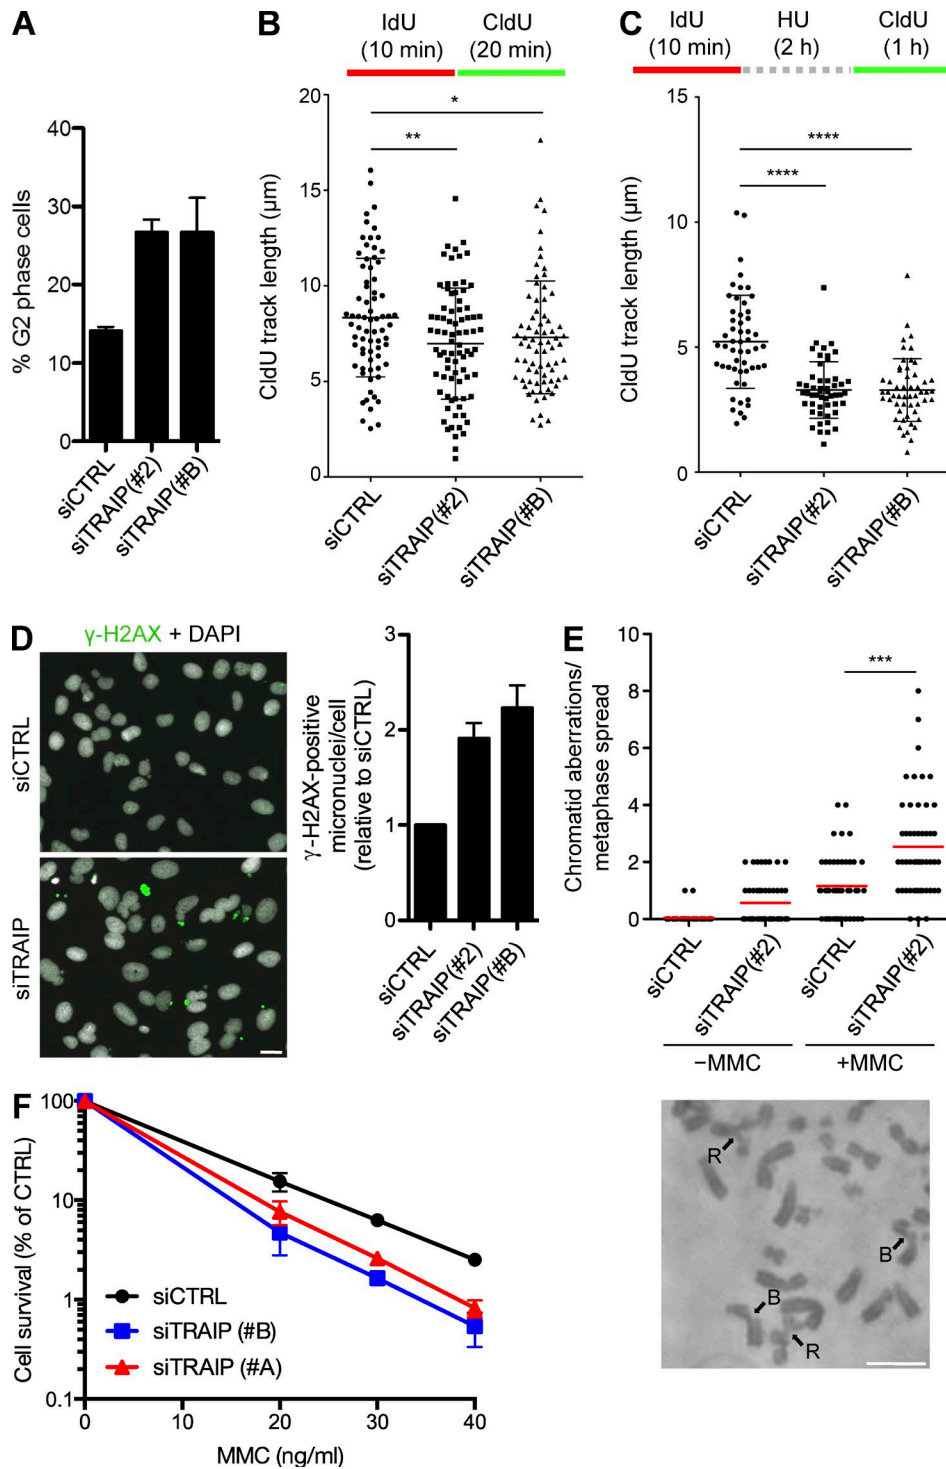 A
% G2 phase cells
40
30
20
10
0
siCTRL
siTRAIP(#2)
siTRAIP(#B)
B
IdU
(10 min)
CldU
(20 min)
CldU track length (µm)
20
15
10
5
0
*
**
siCTRL
siTRAIP(#2)
siTRAIP(#B)
C
IdU
(10 min)
HU
(2 h)
CldU
(1 h)
CldU track length (µm)
15
10
5
0
****
****
siCTRL
siTRAIP(#2)
siTRAIP(#B)
D
γ-H2AX + DAPI
siCTRL
siTRAIP
γ-H2AX-positive
micronuclei/cell
(relative to siCTRL)
3
2
1
0
siCTRL
siTRAIP(#2)
siTRAIP(#B)
E
Chromatid aberrations/
metaphase spread
10
8
6
4
2
0
***
siCTRL
siTRAIP(#2)
siCTRL
siTRAIP(#2)
−MMC
+MMC
R
B
B
R
F
Cell survival (% of CTRL)
100
10
1
0.1
siCTRL
siTRAIP (#B)
siTRAIP (#A)
0
10
20
30
40
MMC (ng/ml)